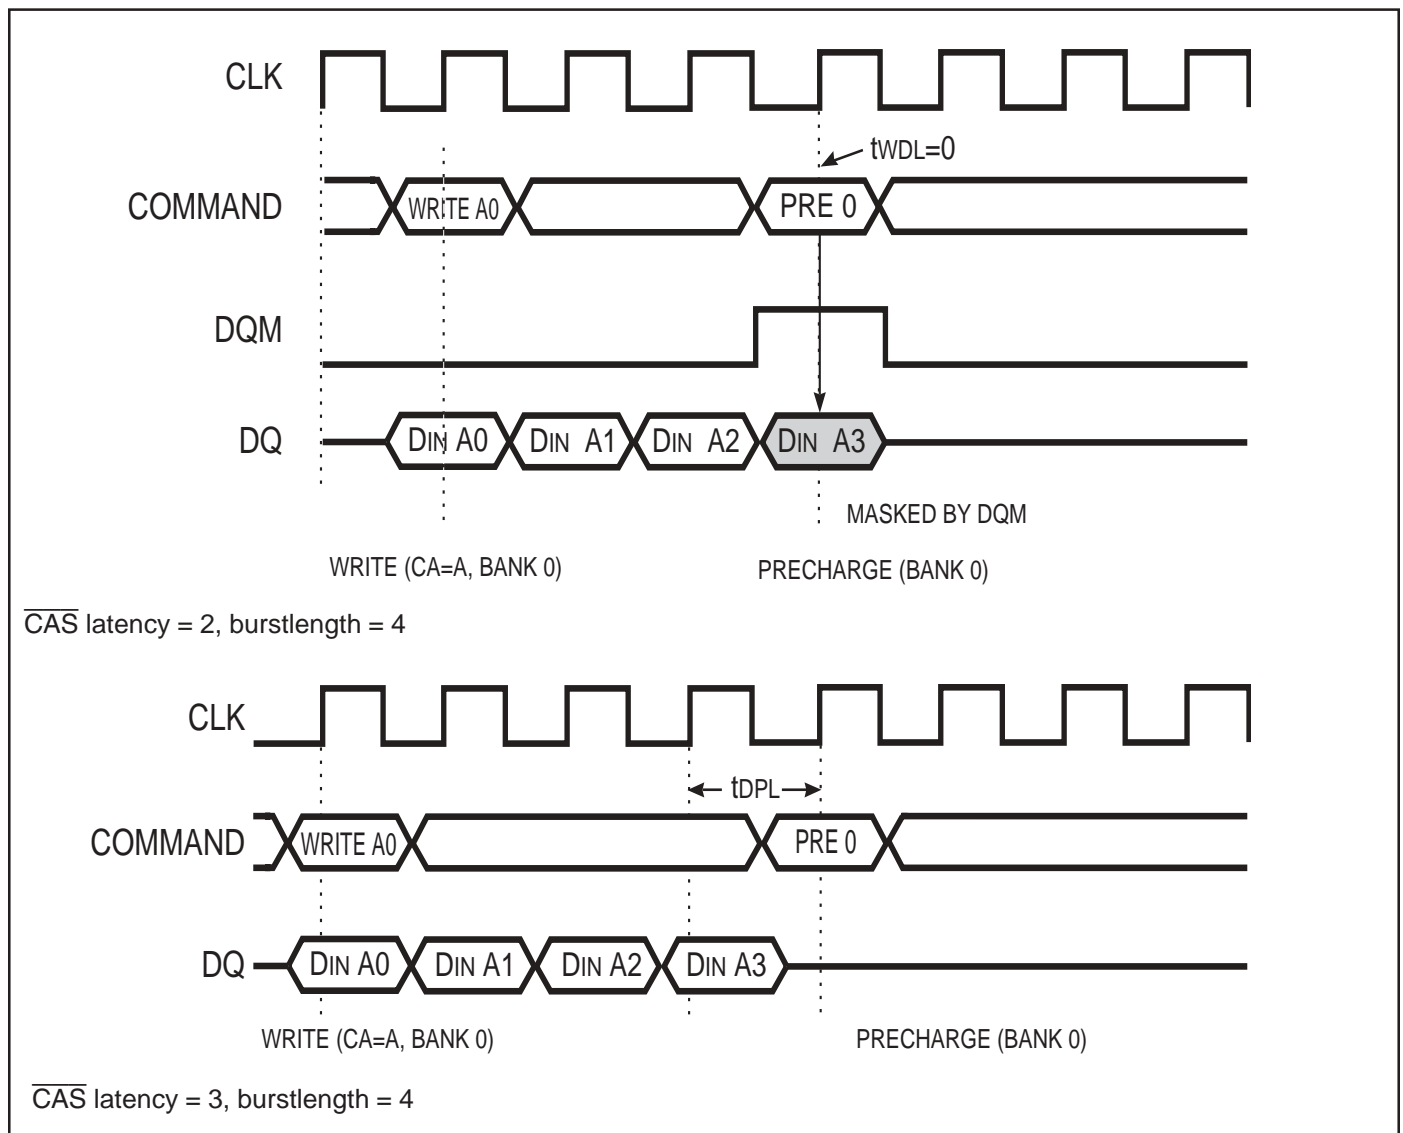 CLK
tWDL=0
COMMAND WRITE A0 PRE 0
DQM
DQ DIN A0 DIN A1 DIN A2 DIN A3
MASKED BY DQM
WRITE (CA=A, BANK 0) PRECHARGE (BANK 0)
CAS latency = 2, burstlength = 4
CLK
tDPL
COMMAND WRITE A0 PRE 0
DQ DIN A0 DIN A1 DIN A2 DIN A3
WRITE (CA=A, BANK 0) PRECHARGE (BANK 0)
CAS latency = 3, burstlength = 4